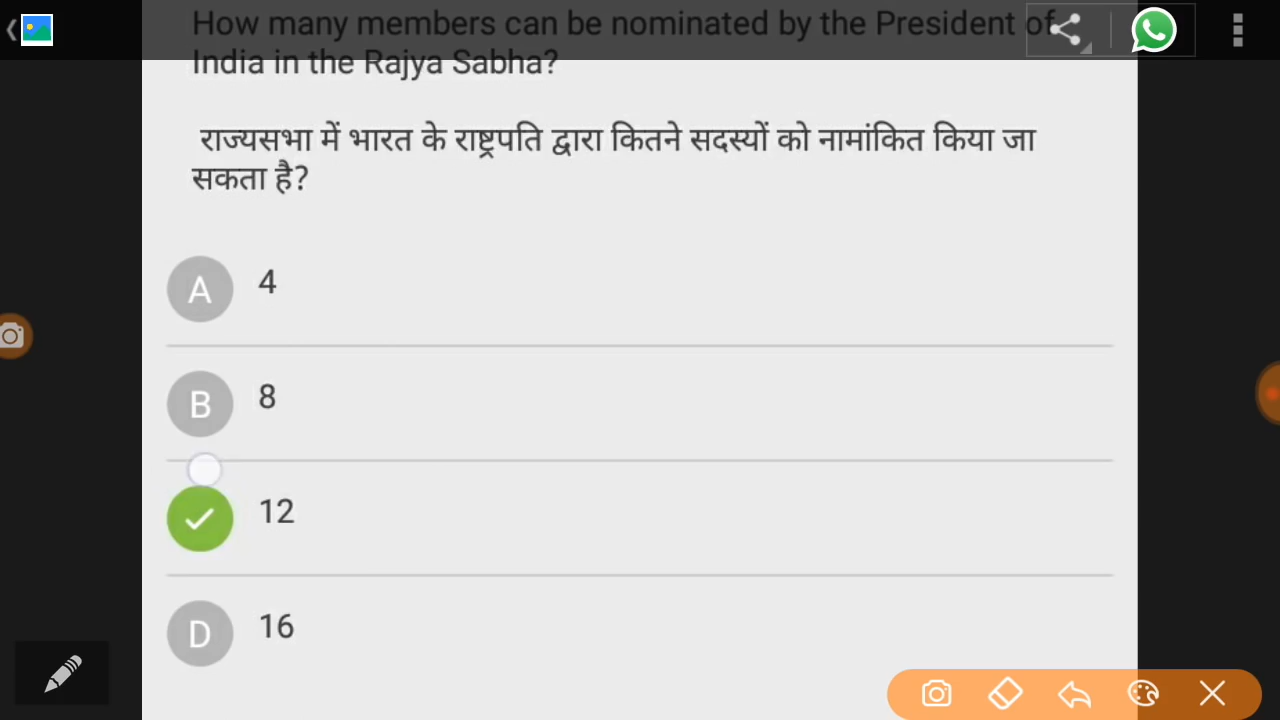 How many members can be nominated by the President of
India in the Rajya Sabha?
राज्यसभा में भारत के राष्ट्रपति द्वारा कितने सदस्यों को नामांकित किया जा
सकता है?
A 4
B 8
12
D 16